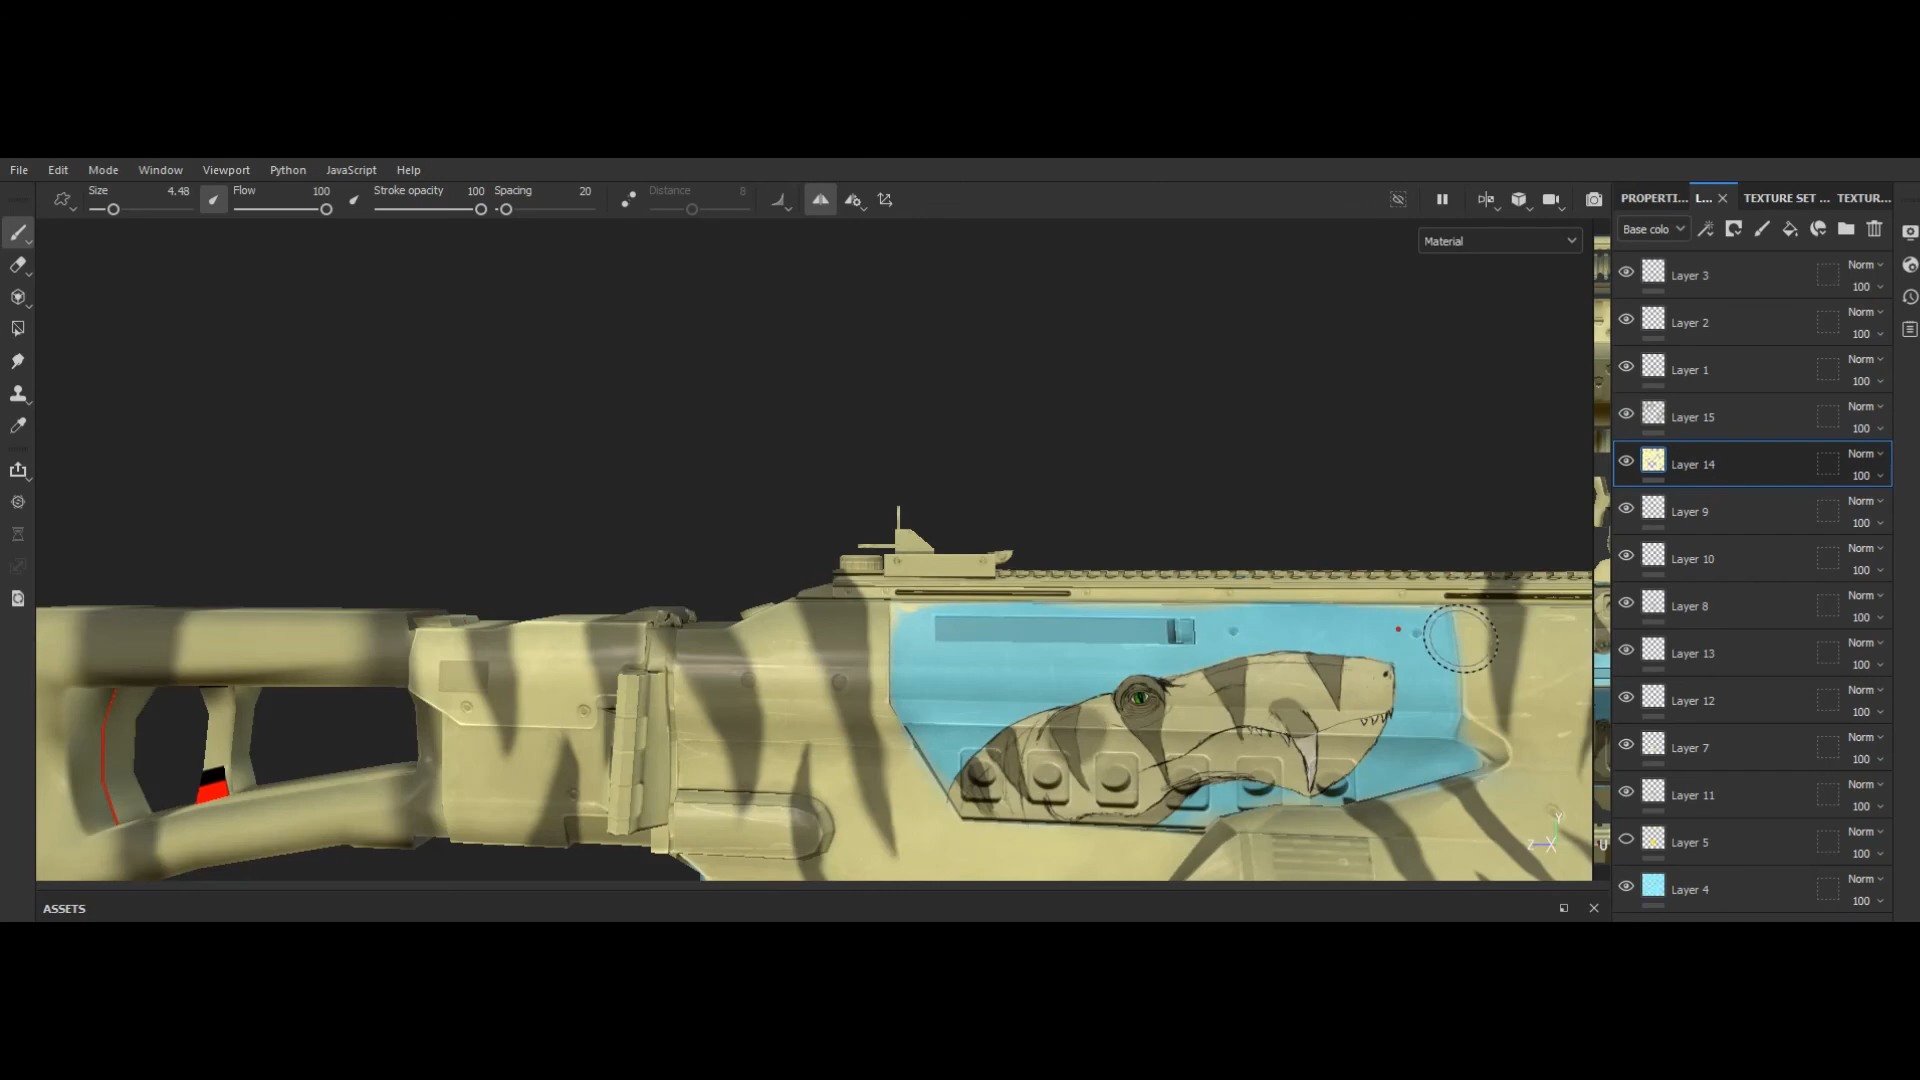 File Edit Mode Window Viewport Python JavaScript Help
Size 4.48 Flow 100 Stroke opacity 100 Spacing 20 Distance 8
PROPERTI... L... TEXTURE SET ... TEXTUR...
Base colo
Material
Layer 3 Norm 100
Layer 2 Norm 100
Layer 1 Norm 100
Layer 15 Norm 100
Layer 14 Norm 100
Layer 9 Norm 100
Layer 10 Norm 100
Layer 8 Norm 100
Layer 13 Norm 100
Layer 12 Norm 100
Layer 7 Norm 100
Layer 11 Norm 100
Layer 5 Norm 100
Layer 4 Norm 100
Y
Z X U
ASSETS